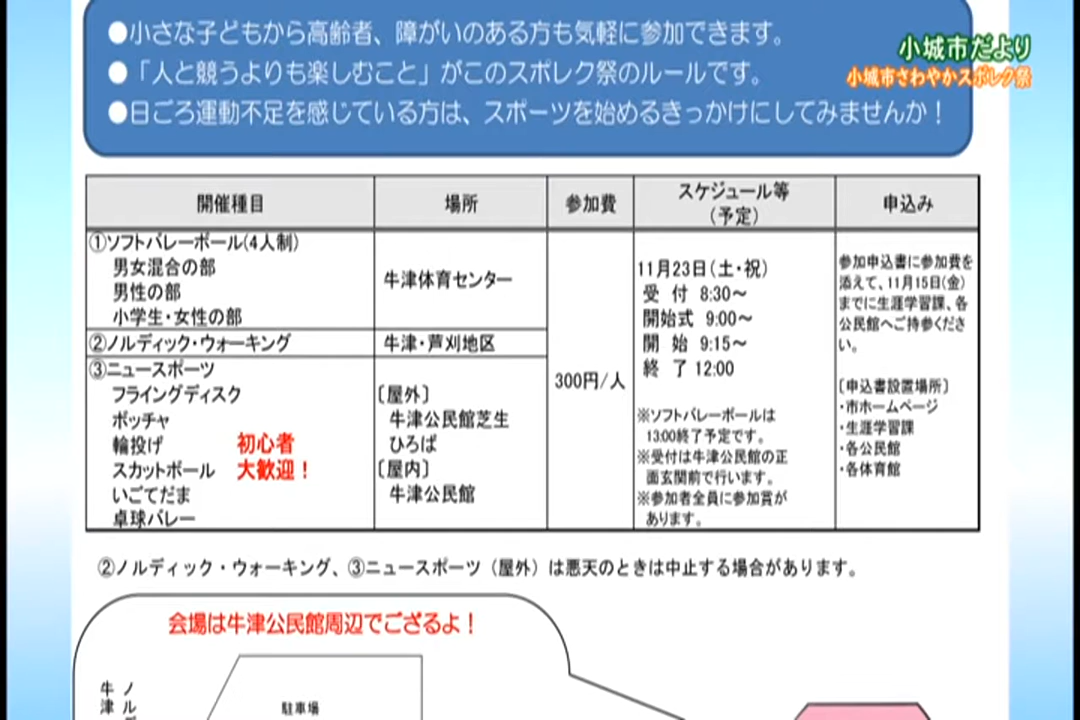 ●小さな子どもから高齢者、障がいのある方も気軽に参加できます。
●「人と競うよりも楽しむこと」がこのスポレク祭のルールです。
●日ごろ運動不足を感じている方は、スポーツを始めるきっかけにしてみませんか！
小城市だより
小城市さわやかスポレク祭
開催種目
場所
参加費
スケジュール等
（予定）
申込み
①ソフトバレーボール(4人制)
男女混合の部
男性の部
小学生・女性の部
牛津体育センター
②ノルディック・ウォーキング
牛津・芦刈地区
③ニュースポーツ
フライングディスク
ボッチャ
輪投げ
スカットボール
いごてだま
卓球バレー
初心者
大歓迎！
〔屋外〕
牛津公民館芝生
ひろば
〔屋内〕
牛津公民館
300円/人
11月23日（土・祝）
受　付　8:30～
開始式　9:00～
開　始　9:15～
終　了 12:00
※ソフトバレーボールは
13:00終了予定です。
※受付は牛津公民館の正
面玄関前で行います。
※参加者全員に参加賞が
あります。
参加申込書に参加費を
添えて、11月15日(金)
までに生涯学習課、各
公民館へご持参くださ
い。
〔申込書設置場所〕
・市ホームページ
・生涯学習課
・各公民館
・各体育館
②ノルディック・ウォーキング、③ニュースポーツ（屋外）は悪天のときは中止する場合があります。
会場は牛津公民館周辺でござるよ！
牛津
ノルデ
駐車場